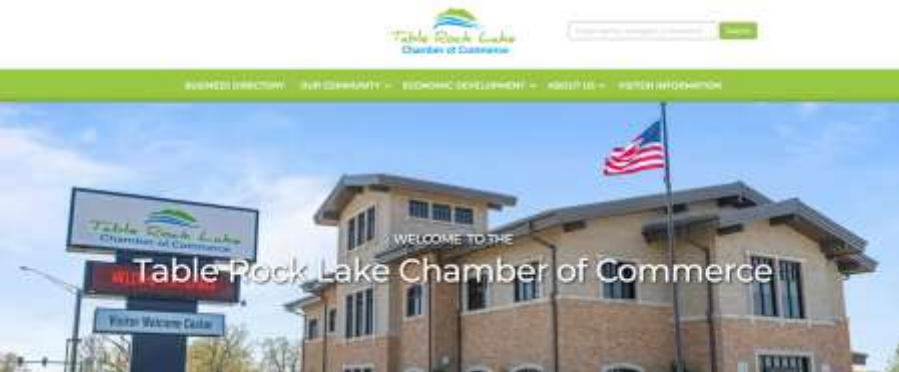 Table Rock Lake
Chamber of Commerce
BUSINESS DIRECTORY OUR COMMUNITY ECONOMIC DEVELOPMENT ABOUT US VISITOR INFORMATION
Table Rock Lake
Chamber of Commerce
WELCOME TO THE
Table Rock Lake Chamber of Commerce
Visitor Welcome Center